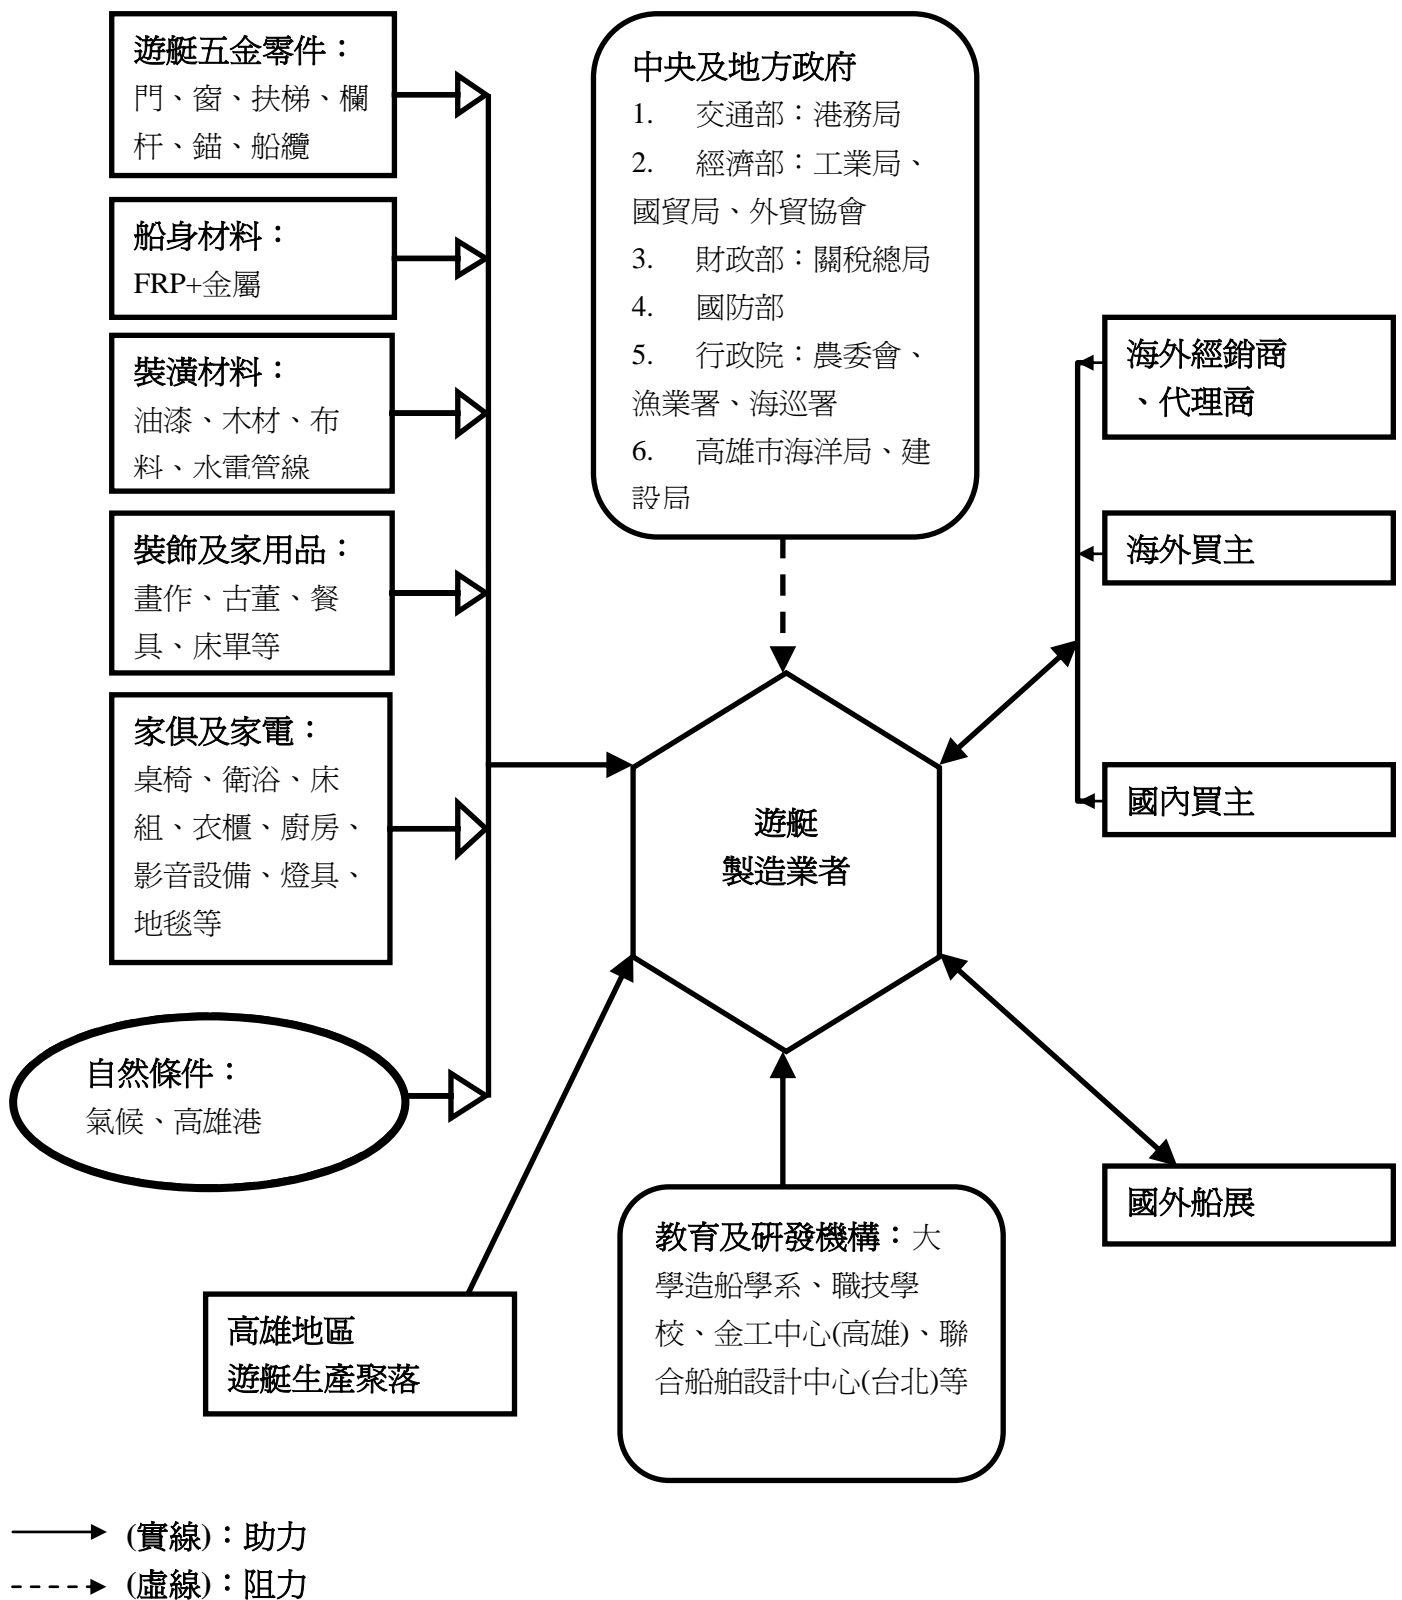 遊艇五金零件：
門、窗、扶梯、欄
杆、錨、船纜
船身材料：
FRP+金屬
裝潢材料：
油漆、木材、布
料、水電管線
裝飾及家用品：
畫作、古董、餐
具、床單等
家俱及家電：
桌椅、衛浴、床
組、衣櫃、廚房、
影音設備、燈具、
地毯等
自然條件：
氣候、高雄港
高雄地區
遊艇生產聚落
中央及地方政府
1. 交通部：港務局
2. 經濟部：工業局、
國貿局、外貿協會
3. 財政部：關稅總局
4. 國防部
5. 行政院：農委會、
漁業署、海巡署
6. 高雄市海洋局、建
設局
遊艇
製造業者
教育及研發機構：大
學造船學系、職技學
校、金工中心(高雄)、聯
合船舶設計中心(台北)等
海外經銷商
、代理商
海外買主
國內買主
國外船展
(實線)：助力
(虛線)：阻力